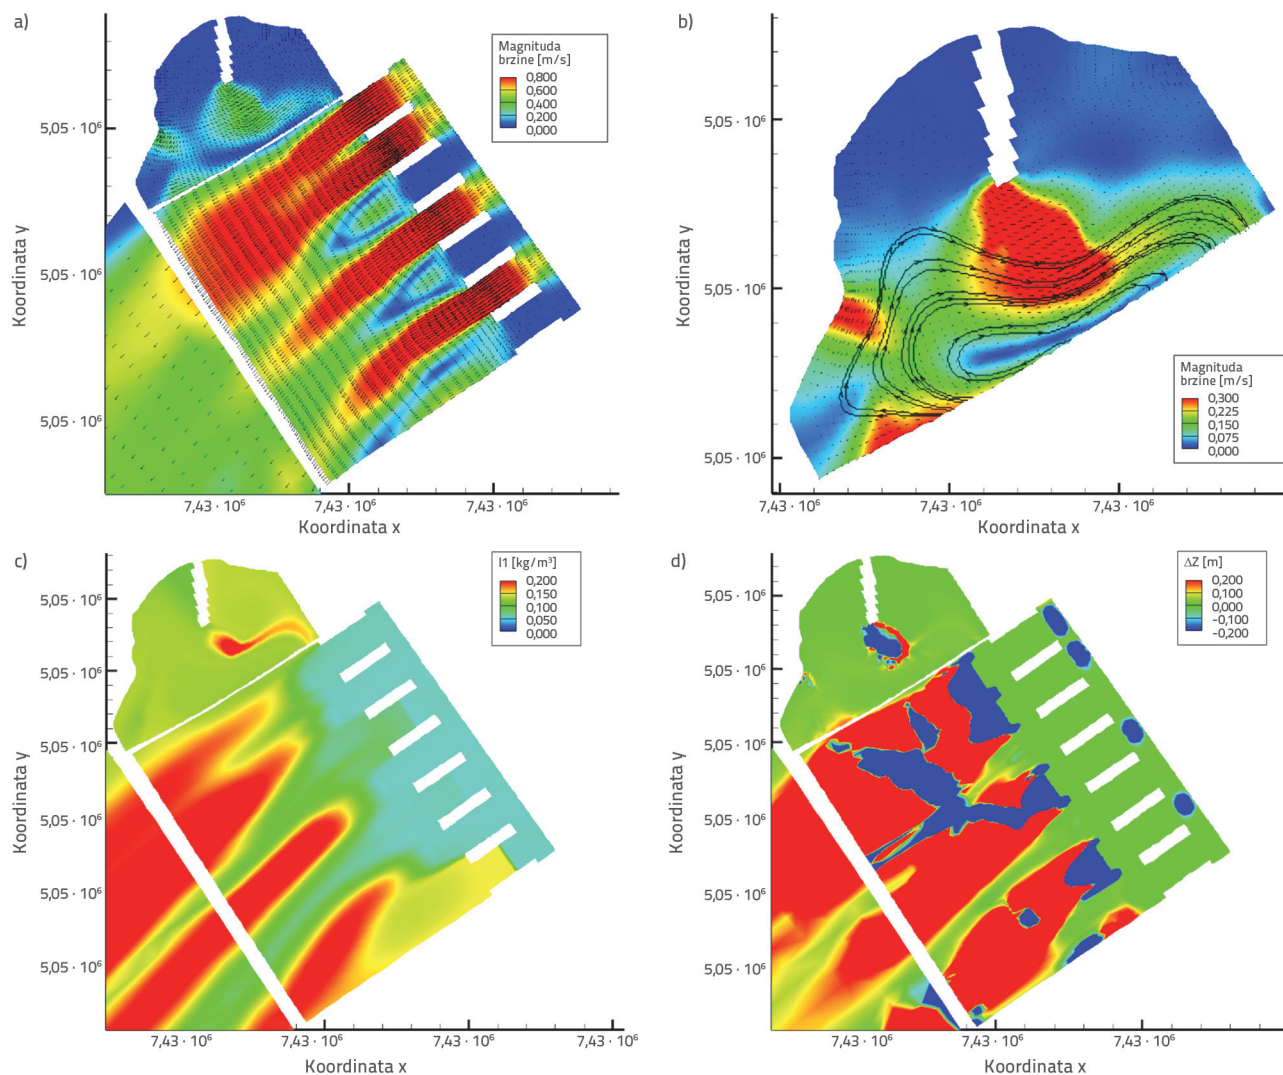 a)
Magnituda
brzine [m/s]
0,800
0,600
0,400
0,200
0,000
5,05 · 10⁶
5,05 · 10⁶
5,05 · 10⁶
Koordinata y
7,43 · 10⁶ 7,43 · 10⁶ 7,43 · 10⁶
Koordinata x
b)
5,05 · 10⁶
5,05 · 10⁶
5,05 · 10⁶
Koordinata y
Magnituda
brzine [m/s]
0,300
0,225
0,150
0,075
0,000
7,43 · 10⁶ 7,43 · 10⁶ 7,43 · 10⁶
Koordinata x
c)
I1 [kg/m³]
0,200
0,150
0,100
0,050
0,000
5,05 · 10⁶
5,05 · 10⁶
5,05 · 10⁶
5,05 · 10⁶
5,05 · 10⁶
5,05 · 10⁶
Koordinata y
7,43 · 10⁶ 7,43 · 10⁶ 7,43 · 10⁶ 7,43 · 10⁶
Koordinata x
d)
ΔZ [m]
0,200
0,100
0,000
-0,100
-0,200
5,05 · 10⁶
5,05 · 10⁶
5,05 · 10⁶
5,05 · 10⁶
5,05 · 10⁶
5,05 · 10⁶
Koordinata y
7,43 · 10⁶ 7,43 · 10⁶ 7,43 · 10⁶
Koordinata x